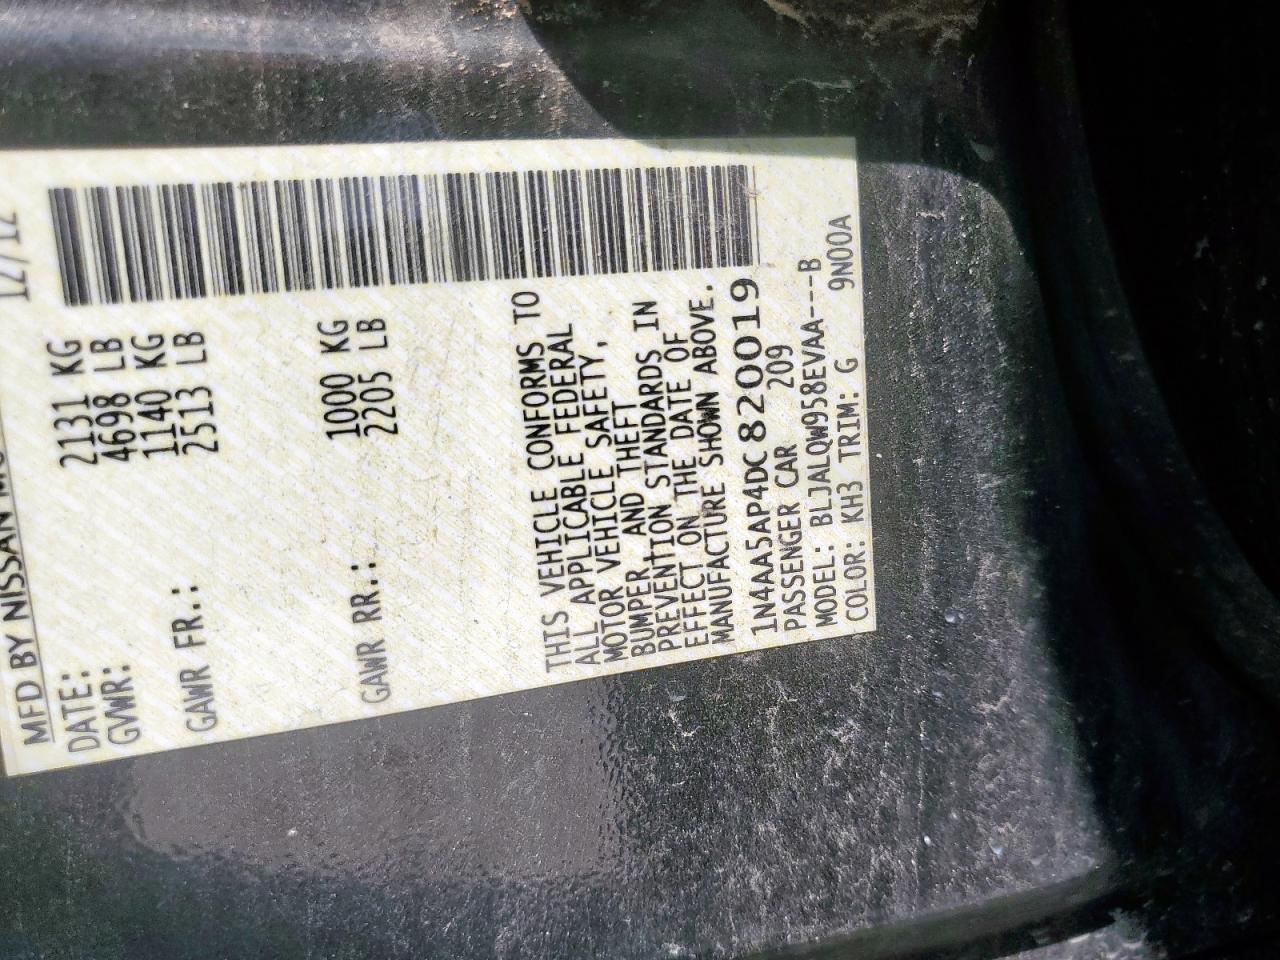 MFD BY NISSAN
DATE: 12/12
GVWR: 2131 KG
4698 LB
GAWR FR.: 1140 KG
2513 LB
GAWR RR.: 1000 KG
2205 LB
THIS VEHICLE CONFORMS TO
ALL APPLICABLE FEDERAL
MOTOR VEHICLE SAFETY,
BUMPER AND THEFT
PREVENTION STANDARDS IN
EFFECT ON THE DATE OF
MANUFACTURE SHOWN ABOVE.
1N4AA5AP4DC820019
PASSENGER CAR 209
MODEL: BLJALQW958EVAA---B
COLOR: KH3 TRIM: G 9N00A